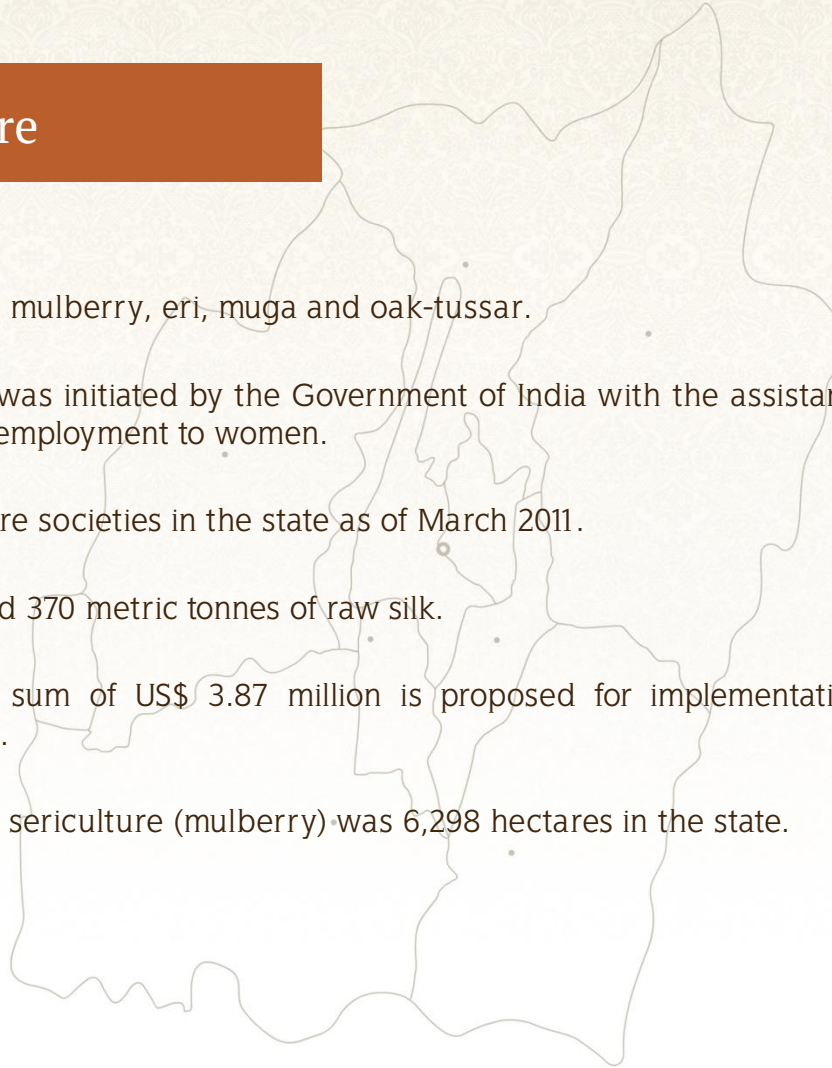 re
mulberry, eri, muga and oak-tussar.
was initiated by the Government of India with the
employment to women.
re societies in the state as of March 2011.
d 370 metric tonnes of raw silk.
sum of US$ 3.87 million is proposed for
.
sericulture (mulberry) was 6,298 hectares in the state.